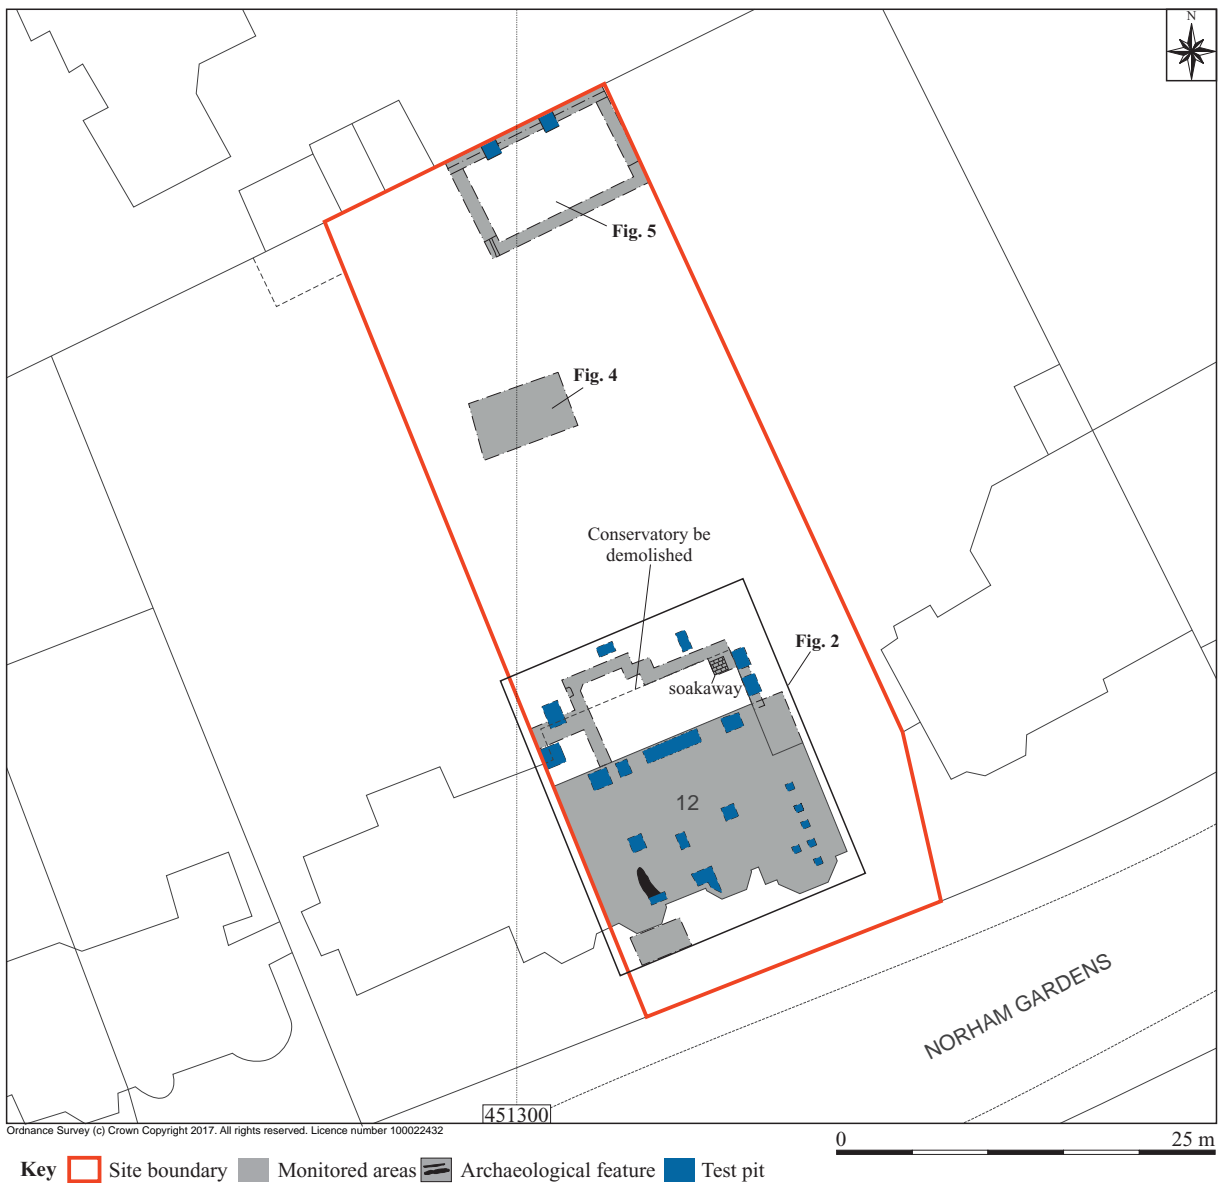 N
Fig. 5
Fig. 4
Conservatory be
demolished
Fig. 2
soakaway
12
NORHAM GARDENS
451300
Ordnance Survey (c) Crown Copyright 2017. All rights reserved. Licence number 100022432
0 25 m
Key Site boundary Monitored areas Archaeological feature Test pit